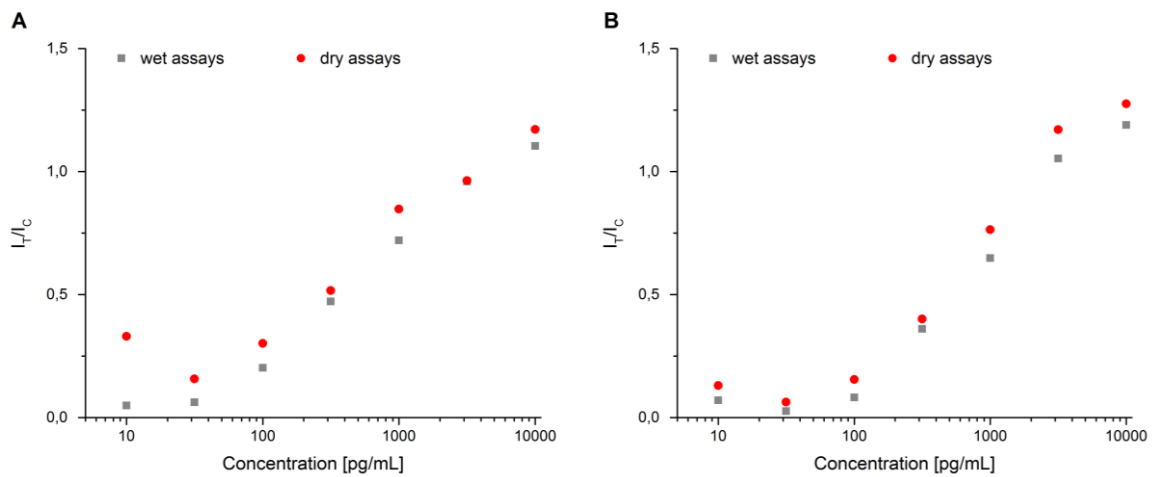 A
wet assays dry assays
1,5
1,0
0,5
0,0
I_T/I_C
10 100 1000 10000
Concentration [pg/mL]
B
wet assays dry assays
1,5
1,0
0,5
0,0
I_T/I_C
10 100 1000 10000
Concentration [pg/mL]